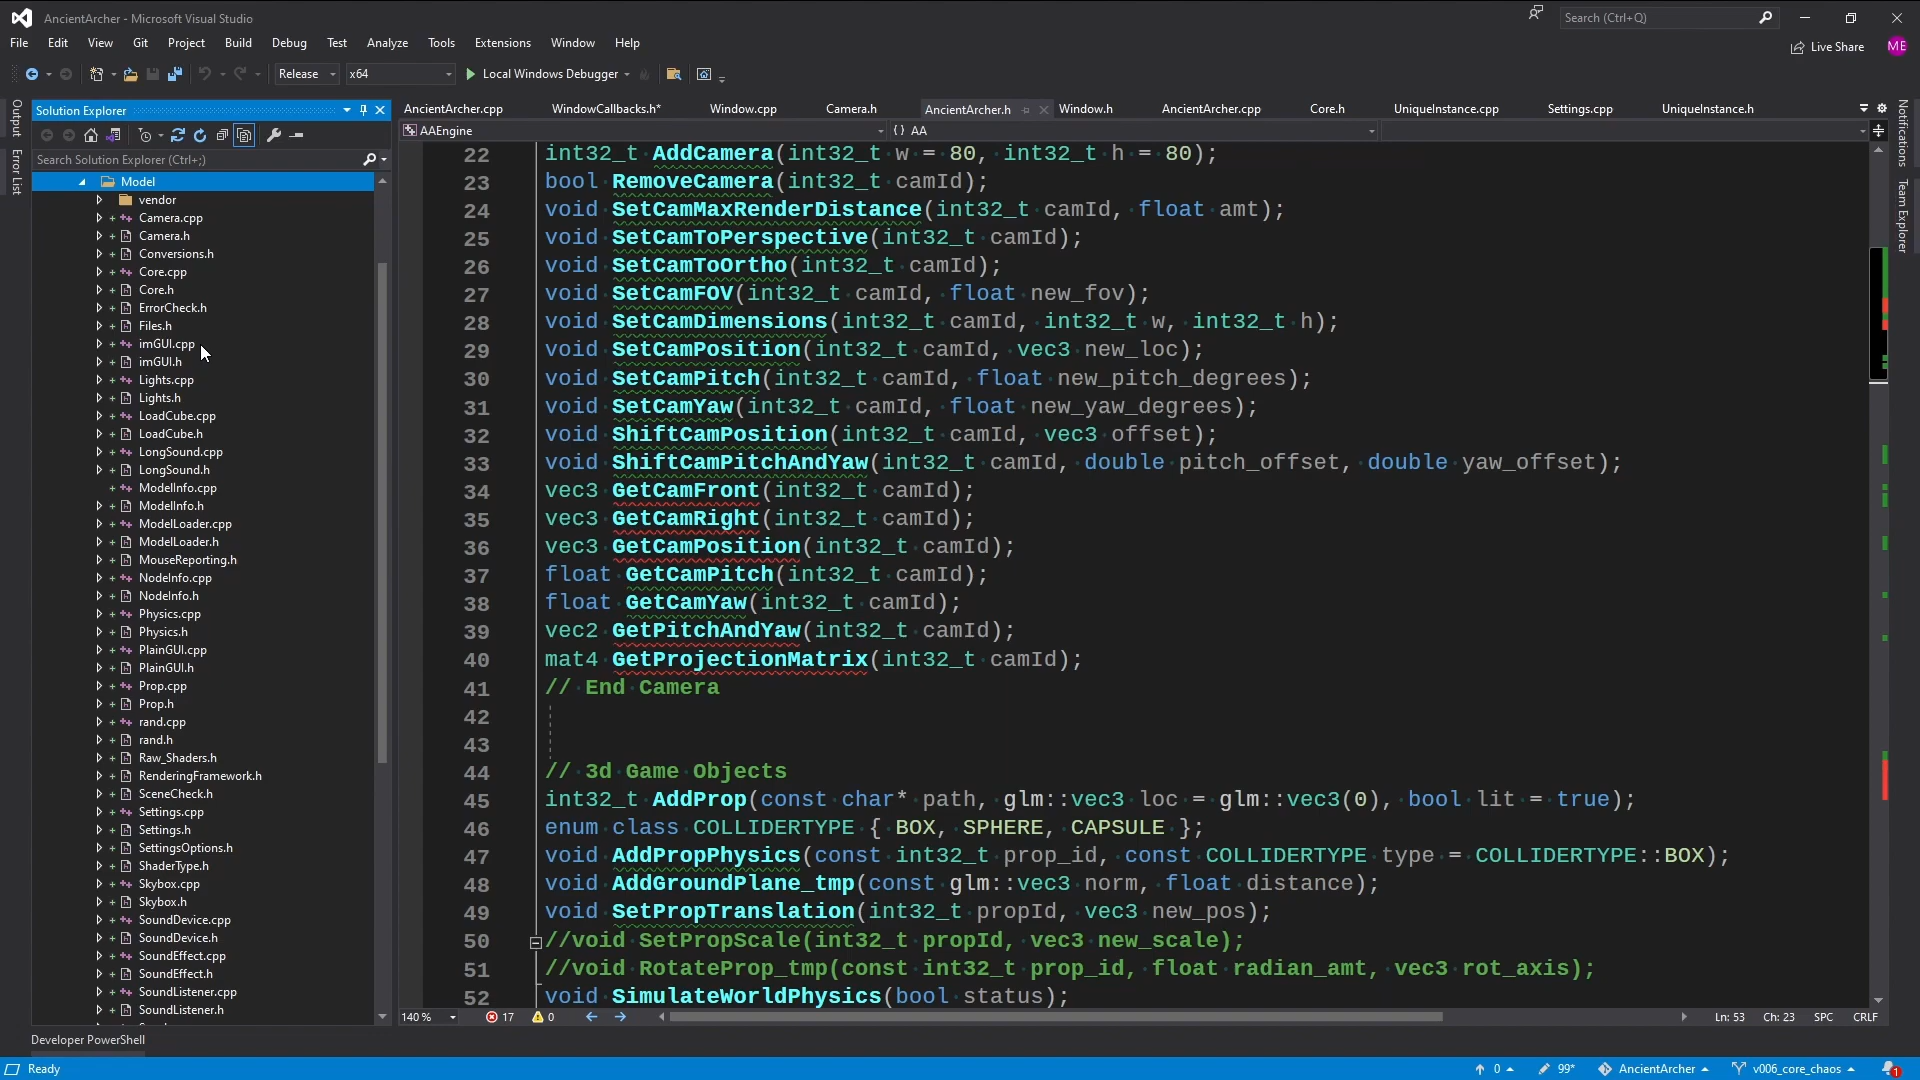 AncientArcher - Microsoft Visual Studio
Search (Ctrl+Q)
File Edit View Git Project Build Debug Test Analyze Tools Extensions Window Help
Live Share ME
Release x64 Local Windows Debugger
Output
Error List
Solution Explorer
Search Solution Explorer (Ctrl+;)
Model
vendor
Camera.cpp
Camera.h
Conversions.h
Core.cpp
Core.h
ErrorCheck.h
Files.h
imGUI.cpp
imGUI.h
Lights.cpp
Lights.h
LoadCube.cpp
LoadCube.h
LongSound.cpp
LongSound.h
ModelInfo.cpp
ModelInfo.h
ModelLoader.cpp
ModelLoader.h
MouseReporting.h
NodeInfo.cpp
NodeInfo.h
Physics.cpp
Physics.h
PlainGUI.cpp
PlainGUI.h
Prop.cpp
Prop.h
rand.cpp
rand.h
Raw_Shaders.h
RenderingFramework.h
SceneCheck.h
Settings.cpp
Settings.h
SettingsOptions.h
ShaderType.h
Skybox.cpp
Skybox.h
SoundDevice.cpp
SoundDevice.h
SoundEffect.cpp
SoundEffect.h
SoundListener.cpp
SoundListener.h
AncientArcher.cpp WindowCallbacks.h* Window.cpp Camera.h AncientArcher.h Window.h AncientArcher.cpp Core.h UniqueInstance.cpp Settings.cpp UniqueInstance.h
AAEngine {} AA
22 int32_t AddCamera(int32_t w = 80, int32_t h = 80);
23 bool RemoveCamera(int32_t camId);
24 void SetCamMaxRenderDistance(int32_t camId, float amt);
25 void SetCamToPerspective(int32_t camId);
26 void SetCamToOrtho(int32_t camId);
27 void SetCamFOV(int32_t camId, float new_fov);
28 void SetCamDimensions(int32_t camId, int32_t w, int32_t h);
29 void SetCamPosition(int32_t camId, vec3 new_loc);
30 void SetCamPitch(int32_t camId, float new_pitch_degrees);
31 void SetCamYaw(int32_t camId, float new_yaw_degrees);
32 void ShiftCamPosition(int32_t camId, vec3 offset);
33 void ShiftCamPitchAndYaw(int32_t camId, double pitch_offset, double yaw_offset);
34 vec3 GetCamFront(int32_t camId);
35 vec3 GetCamRight(int32_t camId);
36 vec3 GetCamPosition(int32_t camId);
37 float GetCamPitch(int32_t camId);
38 float GetCamYaw(int32_t camId);
39 vec2 GetPitchAndYaw(int32_t camId);
40 mat4 GetProjectionMatrix(int32_t camId);
41 // End Camera
42
43
44 // 3d Game Objects
45 int32_t AddProp(const char* path, glm::vec3 loc = glm::vec3(0), bool lit = true);
46 enum class COLLIDERTYPE { BOX, SPHERE, CAPSULE };
47 void AddPropPhysics(const int32_t prop_id, const COLLIDERTYPE type = COLLIDERTYPE::BOX);
48 void AddGroundPlane_tmp(const glm::vec3 norm, float distance);
49 void SetPropTranslation(int32_t propId, vec3 new_pos);
50 //void SetPropScale(int32_t propId, vec3 new_scale);
51 //void RotateProp_tmp(const int32_t prop_id, float radian_amt, vec3 rot_axis);
52 void SimulateWorldPhysics(bool status);
140 % 17 0 Ln: 53 Ch: 23 SPC CRLF
Notifications
Team Explorer
Developer PowerShell
Ready 0 99* AncientArcher v006_core_chaos 1